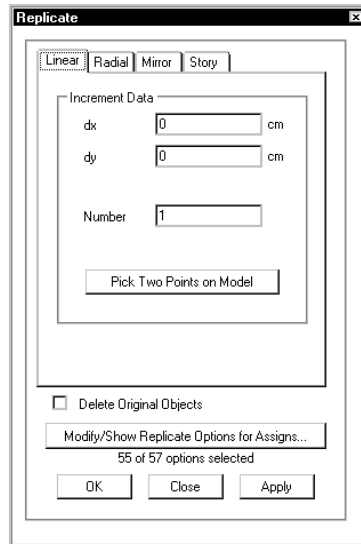 Replicate
Linear Radial Mirror Story
Increment Data
dx 0 cm
dy 0 cm
Number 1
Pick Two Points on Model
Delete Original Objects
Modify/Show Replicate Options for Assigns...
55 of 57 options selected
OK Close Apply